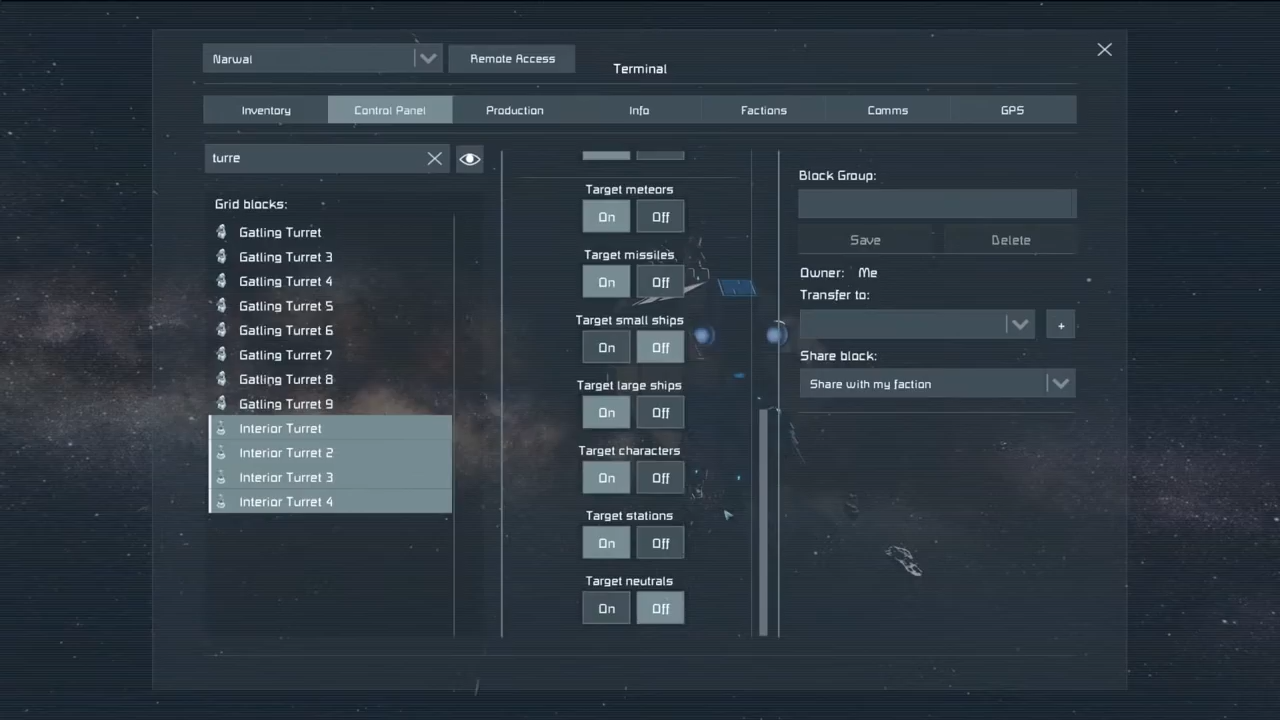 Narwal
Remote Access
Terminal
Inventory
Control Panel
Production
Info
Factions
Comms
GPS
turre
Grid blocks:
Gatling Turret
Gatling Turret 3
Gatling Turret 4
Gatling Turret 5
Gatling Turret 6
Gatling Turret 7
Gatling Turret 8
Gatling Turret 9
Interior Turret
Interior Turret 2
Interior Turret 3
Interior Turret 4
Target meteors
On Off
Target missiles
On Off
Target small ships
On Off
Target large ships
On Off
Target characters
On Off
Target stations
On Off
Target neutrals
On Off
Block Group:
Save Delete
Owner: Me
Transfer to:
+
Share block:
Share with my faction